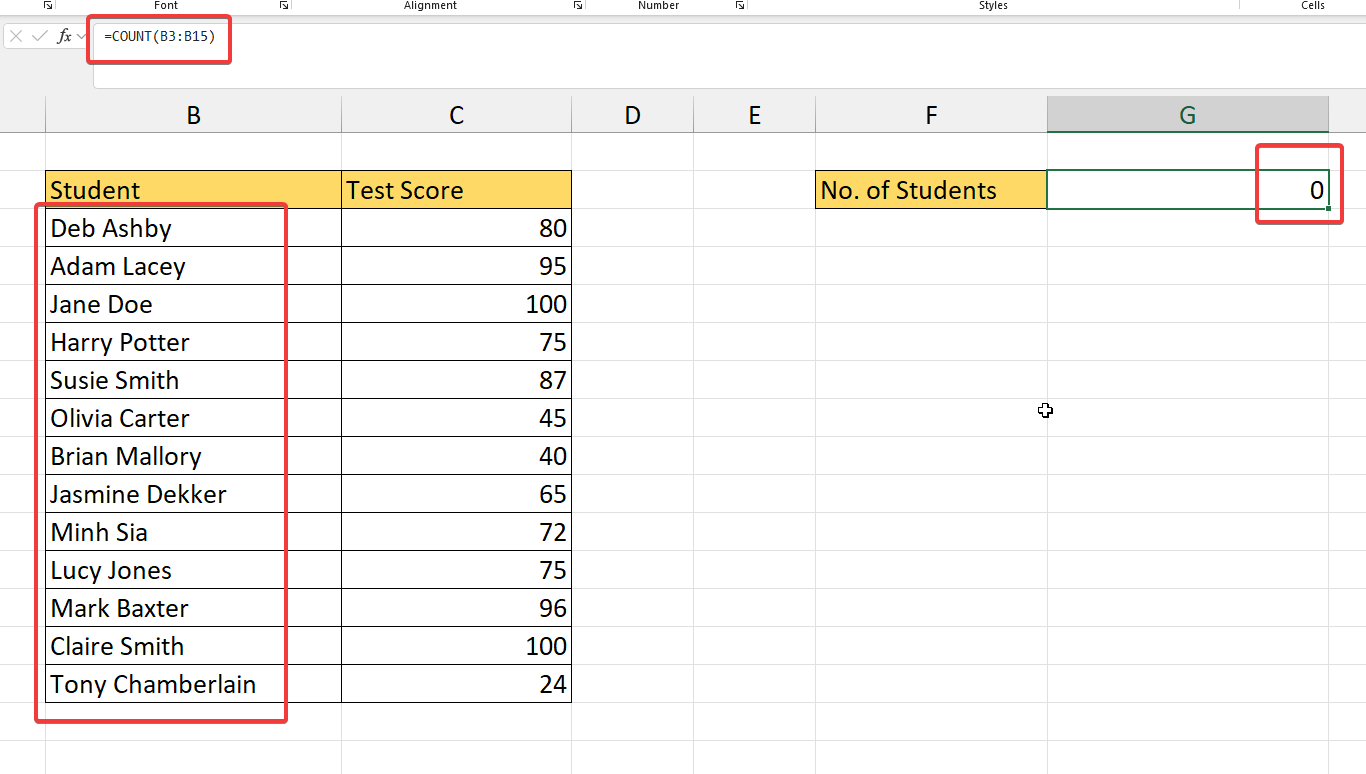 Font Alignment Number Styles Cells
fx =COUNT(B3:B15)
B C D E F G
Student Test Score No. of Students 0
Deb Ashby 80
Adam Lacey 95
Jane Doe 100
Harry Potter 75
Susie Smith 87
Olivia Carter 45
Brian Mallory 40
Jasmine Dekker 65
Minh Sia 72
Lucy Jones 75
Mark Baxter 96
Claire Smith 100
Tony Chamberlain 24